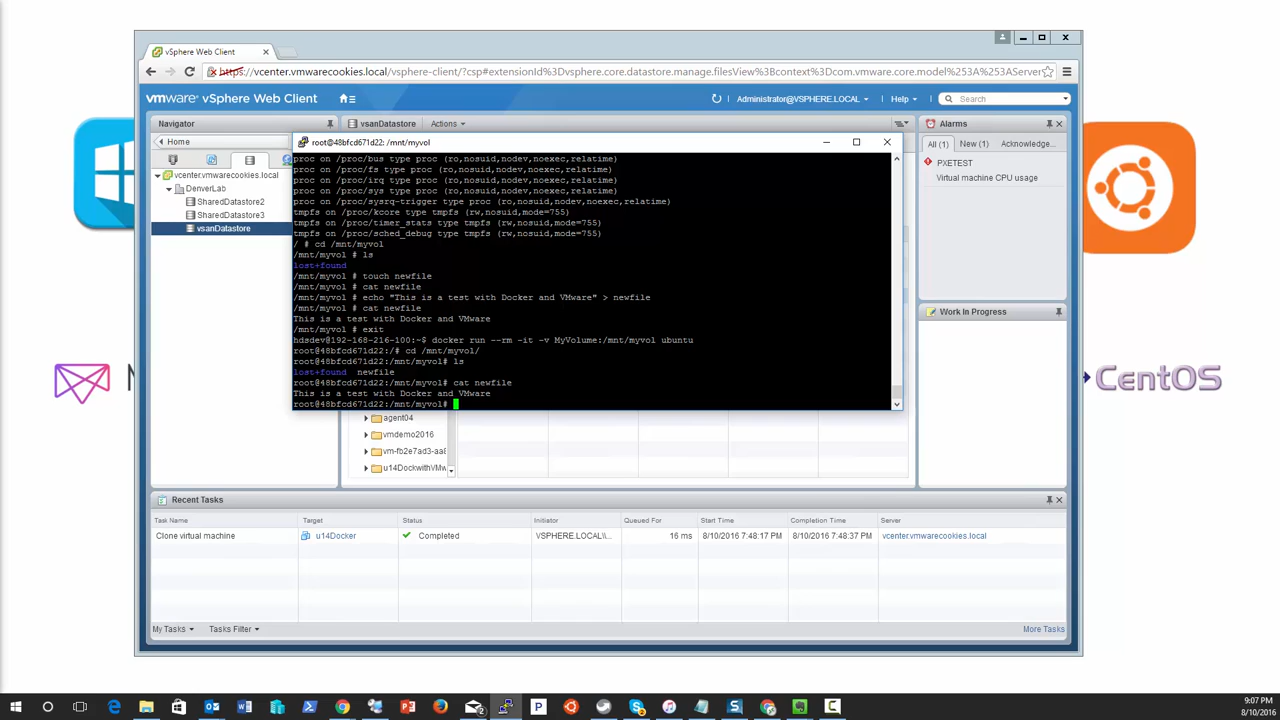 vSphere Web Client
https://vcenter.vmwarecookies.local/vsphere-client/?csp#extensionId%3Dvsphere.core.datastore.manage.filesView%3Bcontext%3Dcom.vmware.core.model%253A%253AServer
vmware® vSphere Web Client
Administrator@VSPHERE.LOCAL
Help
Search
Navigator
Home
vcenter.vmwarecookies.local
DenverLab
SharedDatastore2
SharedDatastore3
vsanDatastore
vsanDatastore
Actions
root@48bfcd671d22: /mnt/myvol
proc on /proc/bus type proc (ro,nosuid,nodev,noexec,relatime)
proc on /proc/fs type proc (ro,nosuid,nodev,noexec,relatime)
proc on /proc/irq type proc (ro,nosuid,nodev,noexec,relatime)
proc on /proc/sys type proc (ro,nosuid,nodev,noexec,relatime)
proc on /proc/sysrq-trigger type proc (ro,nosuid,nodev,noexec,relatime)
tmpfs on /proc/kcore type tmpfs (rw,nosuid,mode=755)
tmpfs on /proc/timer_stats type tmpfs (rw,nosuid,mode=755)
tmpfs on /proc/sched_debug type tmpfs (rw,nosuid,mode=755)
/ # cd /mnt/myvol
/mnt/myvol # ls
lost+found
/mnt/myvol # touch newfile
/mnt/myvol # cat newfile
/mnt/myvol # echo "This is a test with Docker and VMware" > newfile
/mnt/myvol # cat newfile
This is a test with Docker and VMware
/mnt/myvol # exit
hdsdev@192-168-216-100:~$ docker run --rm -it -v MyVolume:/mnt/myvol ubuntu
root@48bfcd671d22:/# cd /mnt/myvol/
root@48bfcd671d22:/mnt/myvol# ls
lost+found newfile
root@48bfcd671d22:/mnt/myvol# cat newfile
This is a test with Docker and VMware
root@48bfcd671d22:/mnt/myvol#
agent04
vmdemo2016
vm-fb2e7ad3-aa8
u14DockwithVMw
Alarms
All (1) New (1) Acknowledge...
PXETEST
Virtual machine CPU usage
Work In Progress
CentOS
Recent Tasks
Task Name Target Status Initiator Queued For Start Time Completion Time Server
Clone virtual machine u14Docker Completed VSPHERE.LOCAL\\... 16 ms 8/10/2016 7:48:17 PM 8/10/2016 7:48:37 PM vcenter.vmwarecookies.local
My Tasks Tasks Filter More Tasks
9:07 PM
8/10/2016